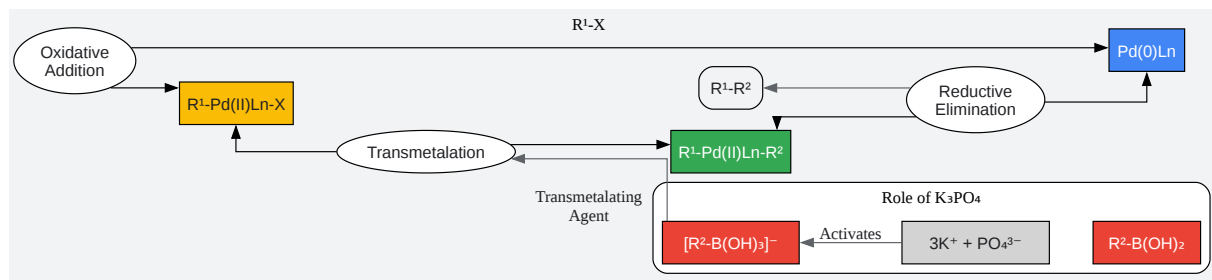 R¹-X
Oxidative
Addition
Pd(0)Ln
R¹-Pd(II)Ln-X
R¹-R²
Reductive
Elimination
Transmetalation
R¹-Pd(II)Ln-R²
Transmetalating
Agent
Role of K₃PO₄
[R²-B(OH)₃]⁻
Activates
3K⁺ + PO₄³⁻
R²-B(OH)₂